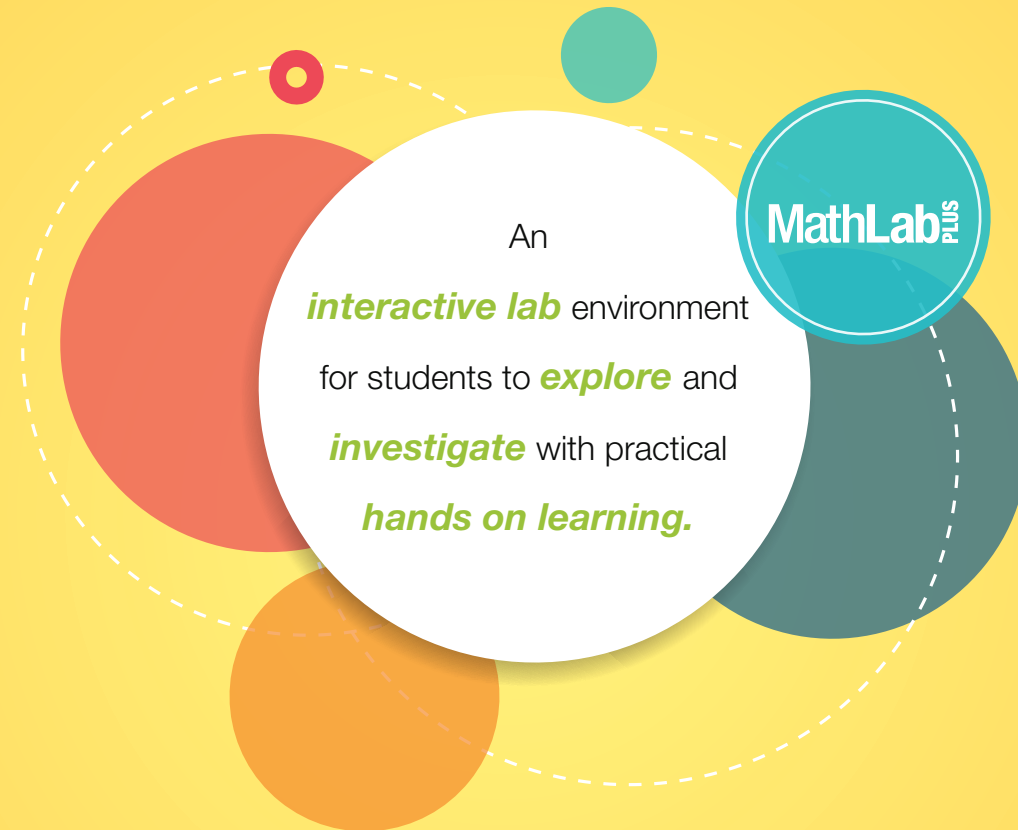 An
interactive lab environment
for students to explore and
investigate with practical
hands on learning.
MathLab PLUS